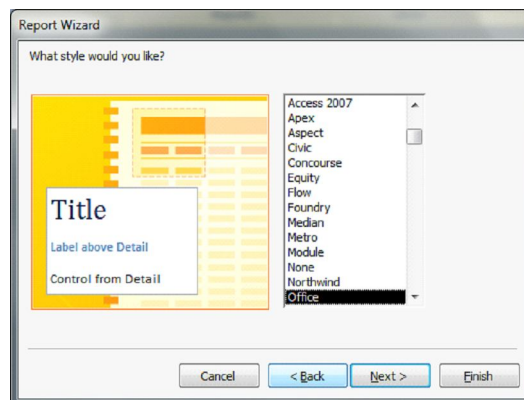 Report Wizard
What style would you like?
Title
Label above Detail
Control from Detail
Access 2007
Apex
Aspect
Civic
Concourse
Equity
Flow
Foundry
Median
Metro
Module
None
Northwind
Office
Cancel
< Back
Next >
Finish